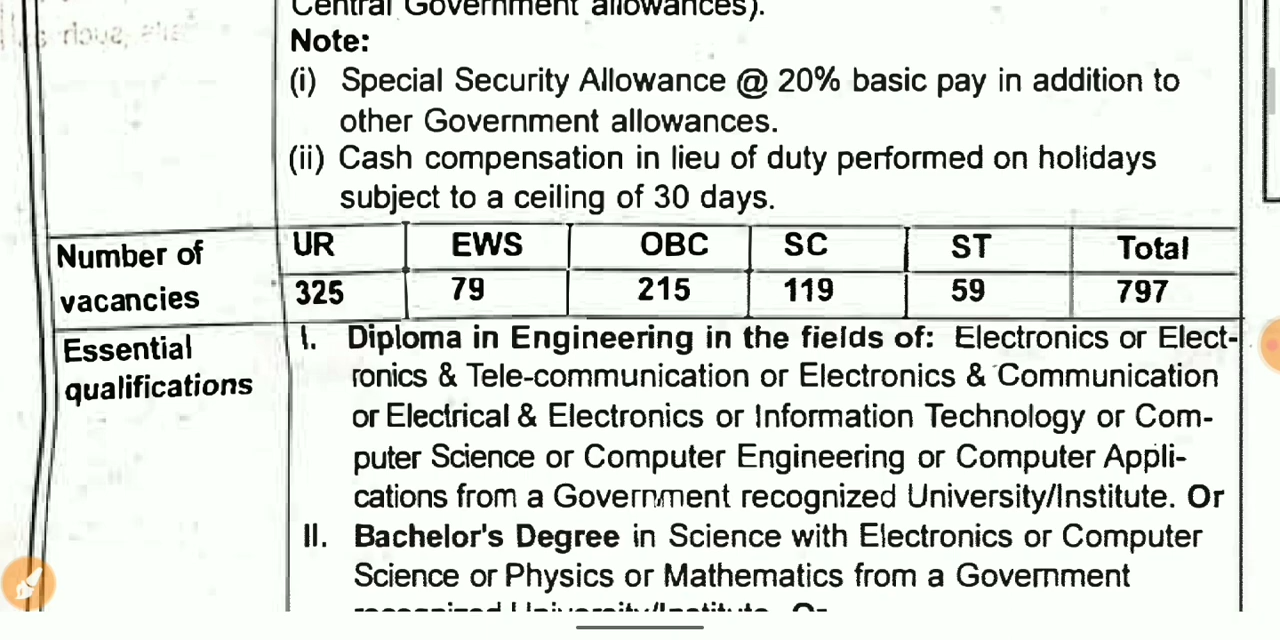 Central Government allowances).
Note:
(i) Special Security Allowance @ 20% basic pay in addition to
other Government allowances.
(ii) Cash compensation in lieu of duty performed on holidays
subject to a ceiling of 30 days.
Number of vacancies
UR EWS OBC SC ST Total
325 79 215 119 59 797
Essential qualifications
I. Diploma in Engineering in the fields of: Electronics or Elect-
ronics & Tele-communication or Electronics & Communication
or Electrical & Electronics or Information Technology or Com-
puter Science or Computer Engineering or Computer Appli-
cations from a Government recognized University/Institute. Or
II. Bachelor's Degree in Science with Electronics or Computer
Science or Physics or Mathematics from a Government
recognized University/Institute. Or